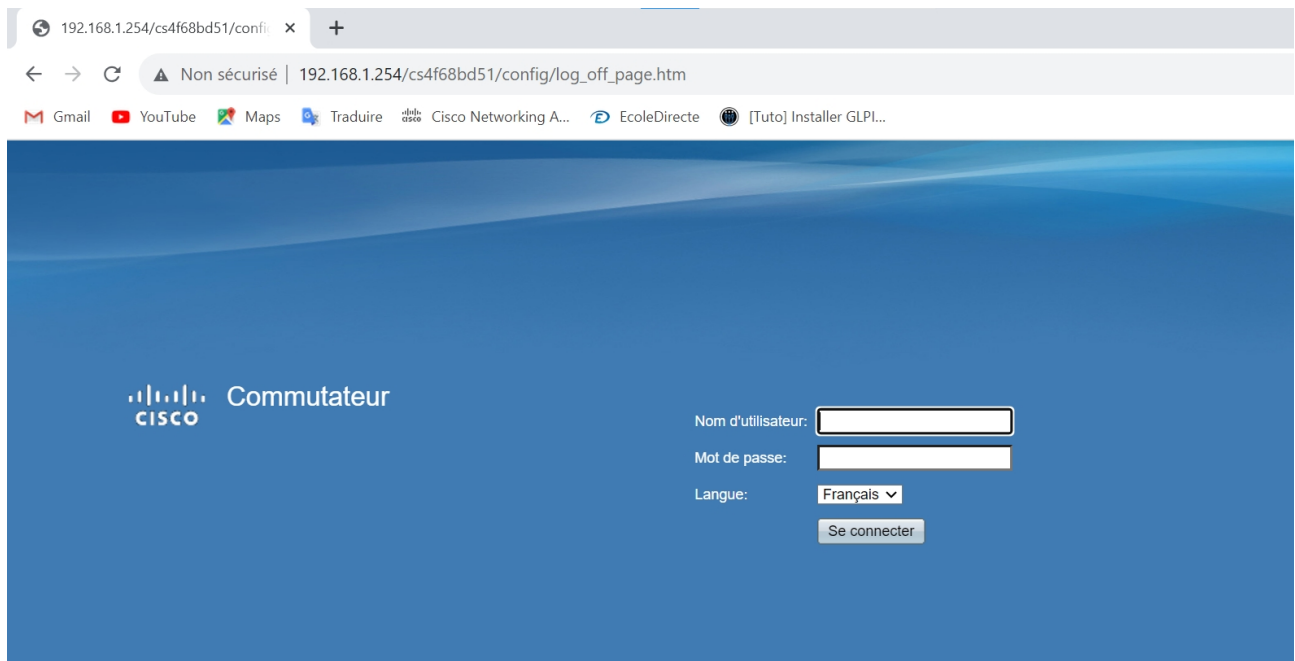 192.168.1.254/cs4f68bd51/confi
Non sécurisé | 192.168.1.254/cs4f68bd51/config/log_off_page.htm
Gmail YouTube Maps Traduire Cisco Networking A... EcoleDirecte [Tuto] Installer GLPI...
CISCO Commutateur
Nom d'utilisateur:
Mot de passe:
Langue: Français
Se connecter